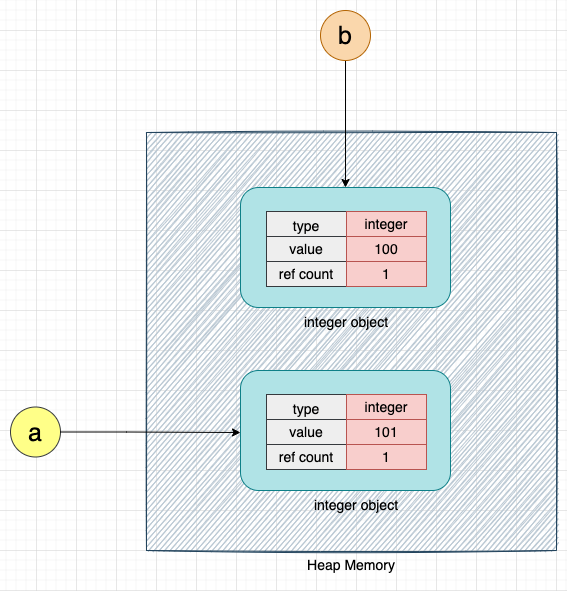 b
type integer
value 100
ref count 1
integer object
a
type integer
value 101
ref count 1
integer object
Heap Memory